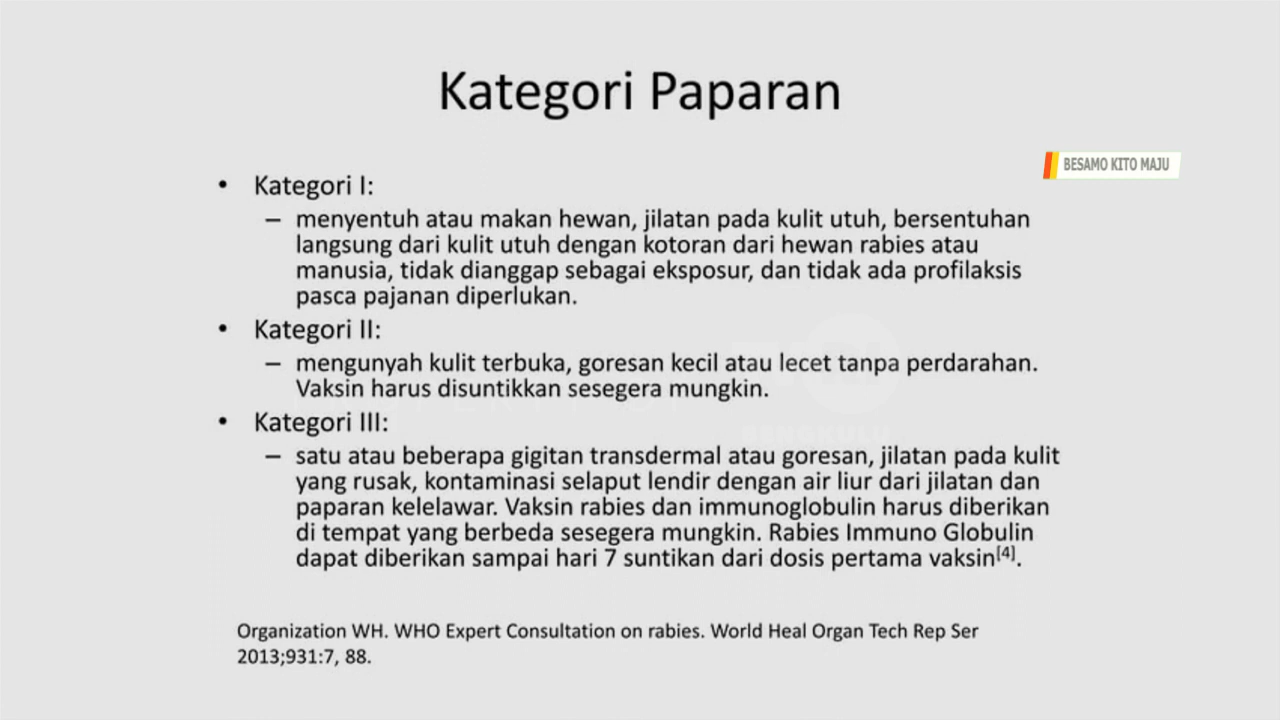 Kategori Paparan
BESAMO KITO MAJU
• Kategori I:
– menyentuh atau makan hewan, jilatan pada kulit utuh, bersentuhan
langsung dari kulit utuh dengan kotoran dari hewan rabies atau
manusia, tidak dianggap sebagai eksposur, dan tidak ada profilaksis
pasca pajanan diperlukan.
• Kategori II:
– mengunyah kulit terbuka, goresan kecil atau lecet tanpa perdarahan.
Vaksin harus disuntikkan sesegera mungkin.
• Kategori III:
– satu atau beberapa gigitan transdermal atau goresan, jilatan pada kulit
yang rusak, kontaminasi selaput lendir dengan air liur dari jilatan dan
paparan kelelawar. Vaksin rabies dan immunoglobulin harus diberikan
di tempat yang berbeda sesegera mungkin. Rabies Immuno Globulin
dapat diberikan sampai hari 7 suntikan dari dosis pertama vaksin[4].
Organization WH. WHO Expert Consultation on rabies. World Heal Organ Tech Rep Ser
2013;931:7, 88.